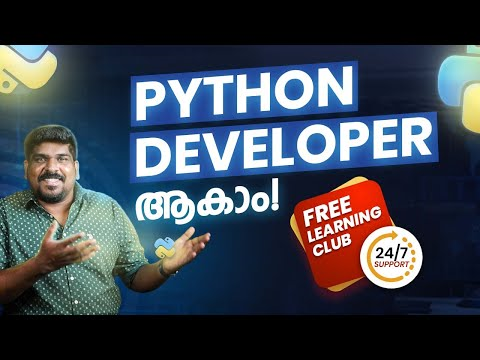 PYTHON
DEVELOPER
ആകാം!
FREE
LEARNING
CLUB
24/7
SUPPORT